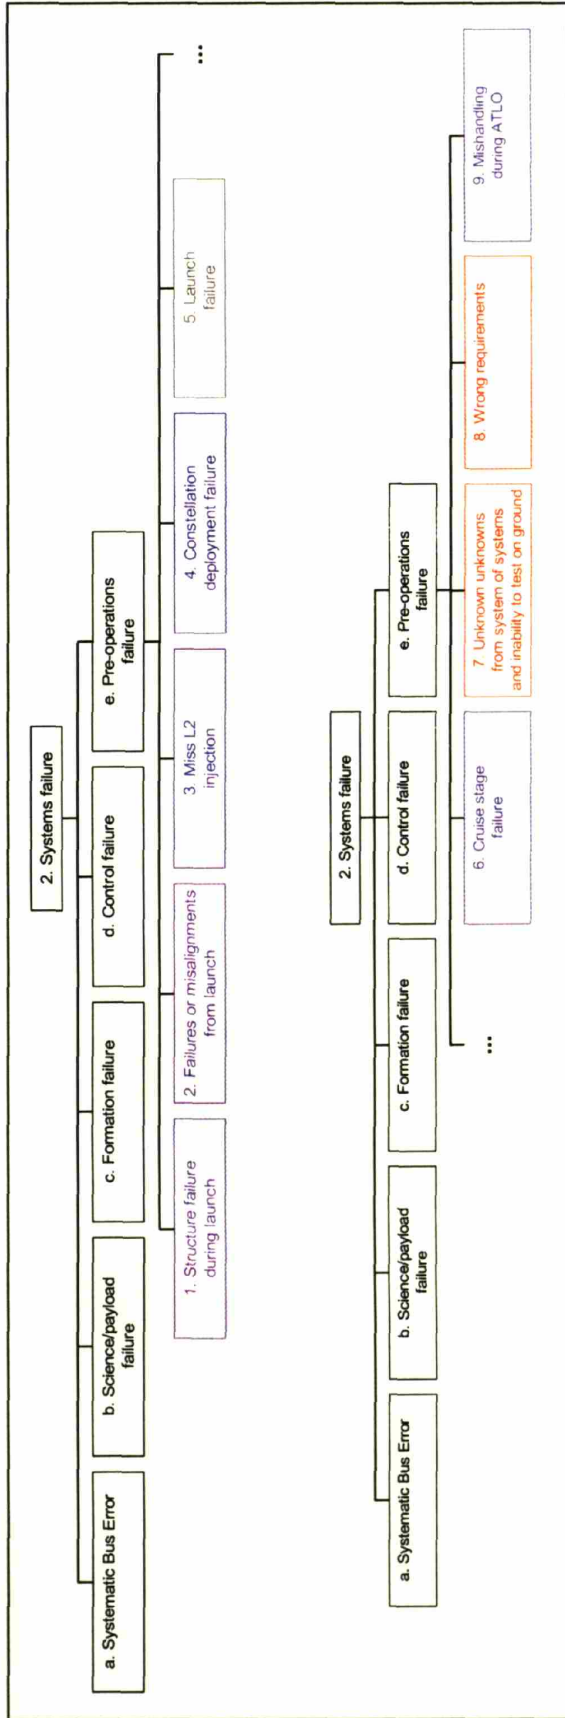 2. Systems failure
a. Systematic Bus Error
b. Science/payload
failure
c. Formation failure
d. Control failure
e. Pre-operations
failure
1. Structure failure
during launch
2. Failures or misalignments
from launch
3. Miss L2
injection
4. Constellation
deployment failure
5. Launch
failure
...
2. Systems failure
a. Systematic Bus Error
b. Science/payload
failure
c. Formation failure
d. Control failure
e. Pre-operations
failure
...
6. Cruise stage
failure
7. Unknown unknowns
from system of systems
and inability to test on ground
8. Wrong requirements
9. Mishandling
during ATLO